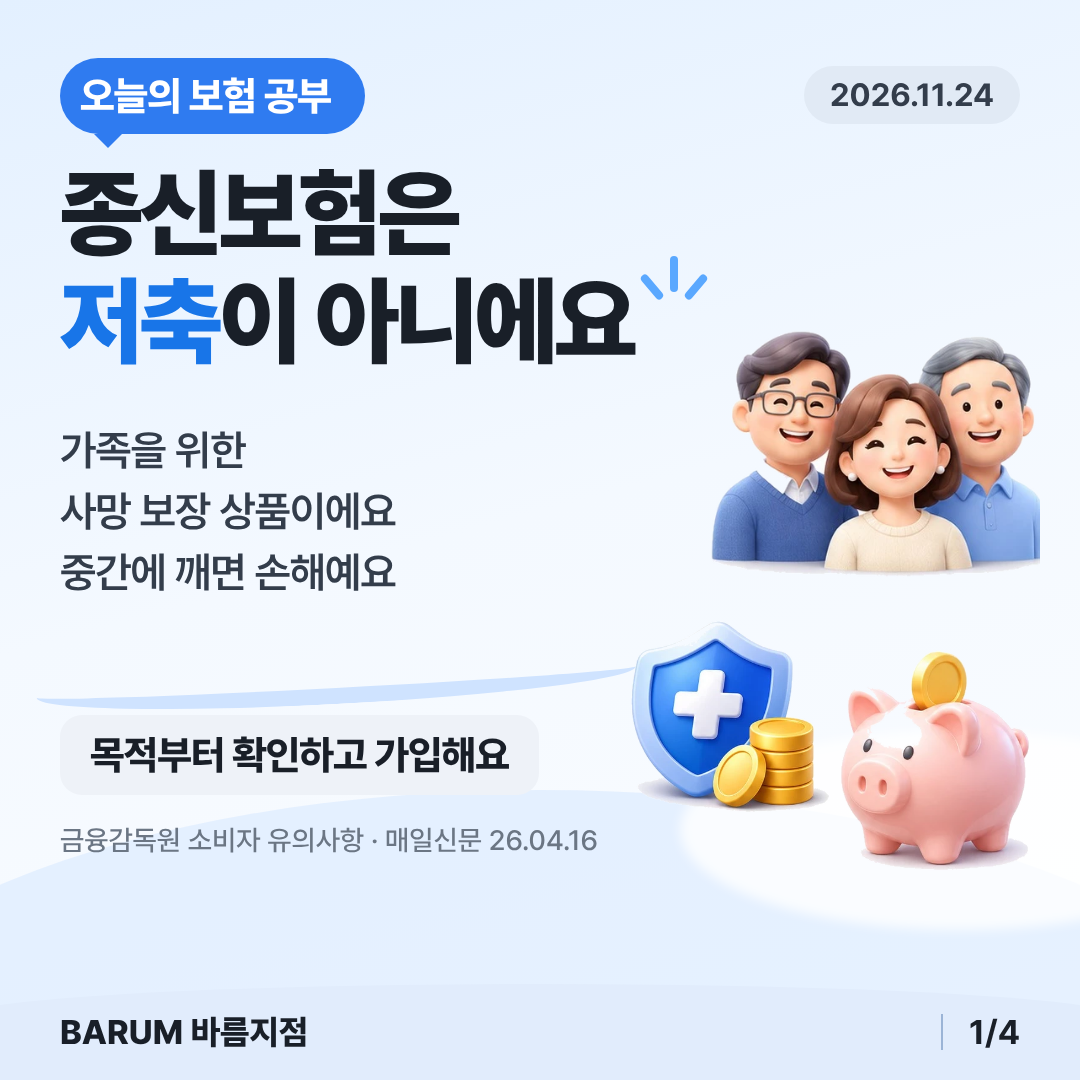 오늘의 보험 공부
2026.11.24
종신보험은
저축이 아니에요
가족을 위한
사망 보장 상품이에요
중간에 깨면 손해예요
목적부터 확인하고 가입해요
금융감독원 소비자 유의사항 · 매일신문 26.04.16
BARUM 바름지점
1/4